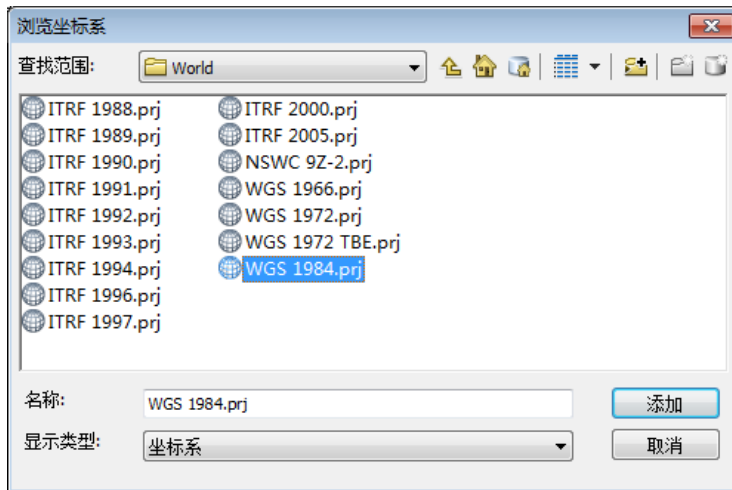 浏览坐标系
查找范围: World
ITRF 1988.prj
ITRF 1989.prj
ITRF 1990.prj
ITRF 1991.prj
ITRF 1992.prj
ITRF 1993.prj
ITRF 1994.prj
ITRF 1996.prj
ITRF 1997.prj
ITRF 2000.prj
ITRF 2005.prj
NSWC 9Z-2.prj
WGS 1966.prj
WGS 1972.prj
WGS 1972 TBE.prj
WGS 1984.prj
名称: WGS 1984.prj 添加
显示类型: 坐标系 取消